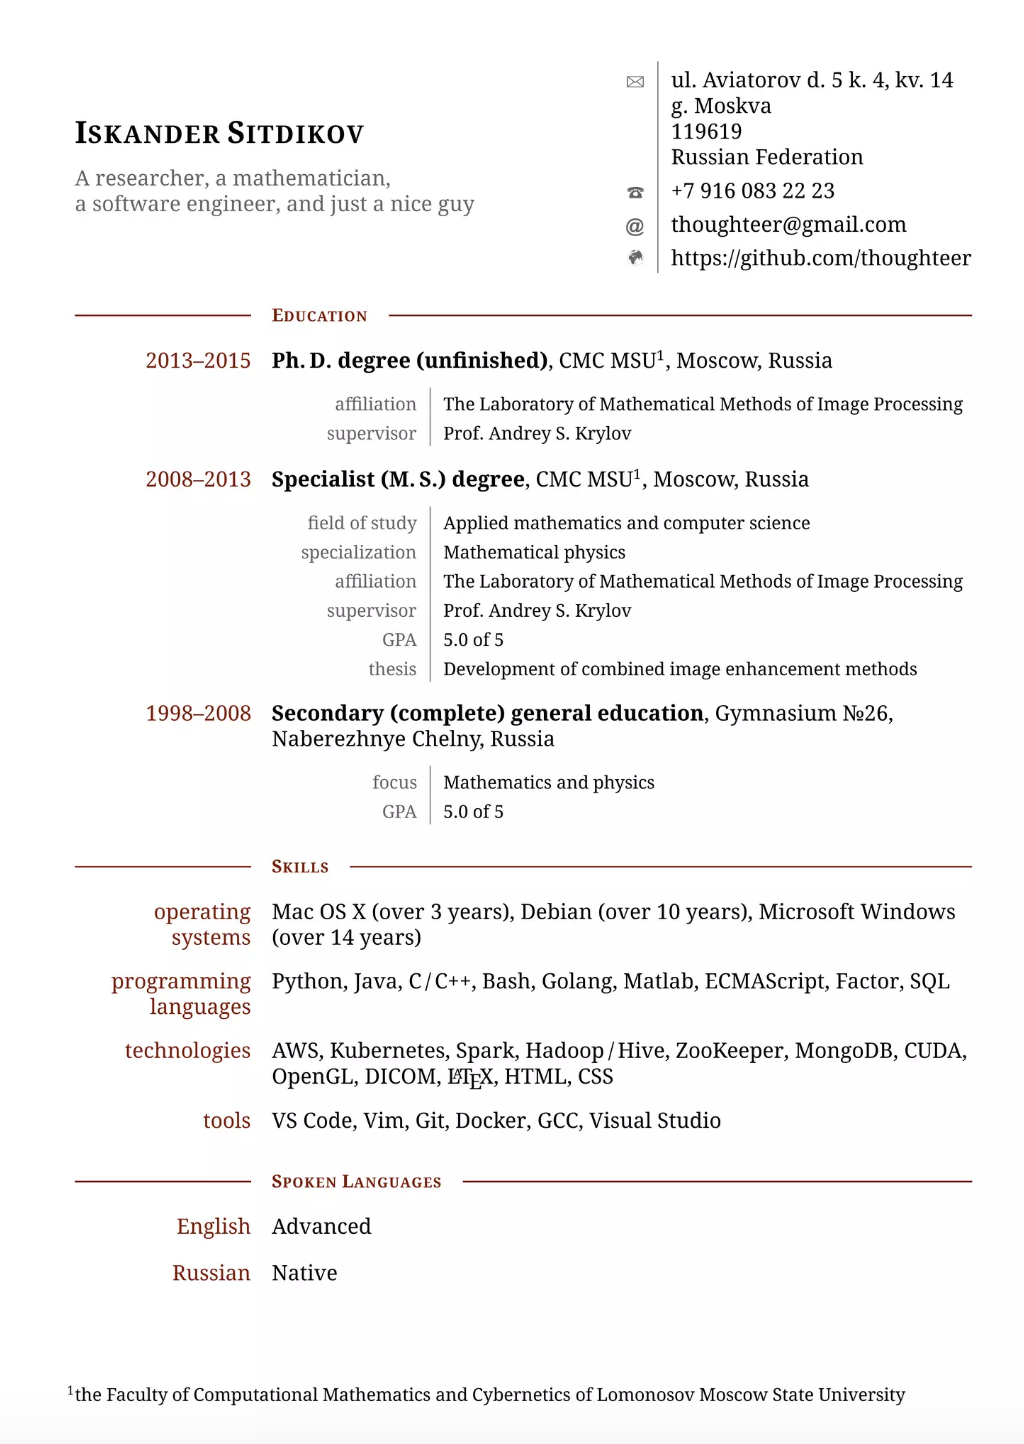 Iskander Sitdikov
A researcher, a mathematician,
a software engineer, and just a nice guy
ul. Aviatorov d. 5 k. 4, kv. 14
g. Moskva
119619
Russian Federation
+7 916 083 22 23
thoughteer@gmail.com
https://github.com/thoughteer
Education
2013–2015 Ph. D. degree (unfinished), CMC MSU¹, Moscow, Russia
affiliation The Laboratory of Mathematical Methods of Image Processing
supervisor Prof. Andrey S. Krylov
2008–2013 Specialist (M. S.) degree, CMC MSU¹, Moscow, Russia
field of study Applied mathematics and computer science
specialization Mathematical physics
affiliation The Laboratory of Mathematical Methods of Image Processing
supervisor Prof. Andrey S. Krylov
GPA 5.0 of 5
thesis Development of combined image enhancement methods
1998–2008 Secondary (complete) general education, Gymnasium №26,
Naberezhnye Chelny, Russia
focus Mathematics and physics
GPA 5.0 of 5
Skills
operating Mac OS X (over 3 years), Debian (over 10 years), Microsoft Windows
systems (over 14 years)
programming Python, Java, C / C++, Bash, Golang, Matlab, ECMAScript, Factor, SQL
languages
technologies AWS, Kubernetes, Spark, Hadoop / Hive, ZooKeeper, MongoDB, CUDA,
OpenGL, DICOM, LATEX, HTML, CSS
tools VS Code, Vim, Git, Docker, GCC, Visual Studio
Spoken Languages
English Advanced
Russian Native
¹the Faculty of Computational Mathematics and Cybernetics of Lomonosov Moscow State University